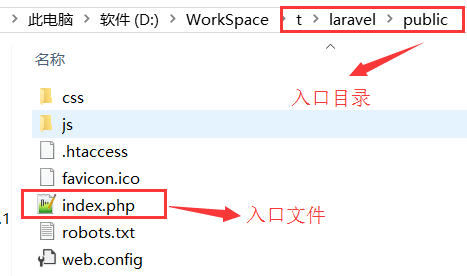 > 此电脑 > 软件 (D:) > WorkSpace > t > laravel > public
入口目录
名称
css
js
.htaccess
favicon.ico
index.php
入口文件
.1
robots.txt
web.config